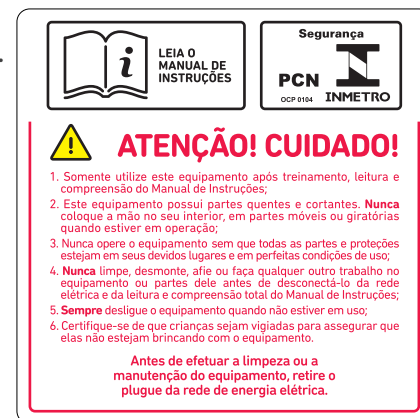 LEIA O
MANUAL DE
INSTRUÇÕES
Segurança
PCN
OCP 0104
INMETRO
ATENÇÃO! CUIDADO!
1. Somente utilize este equipamento após treinamento, leitura e
compreensão do Manual de Instruções;
2. Este equipamento possui partes quentes e cortantes. Nunca
coloque a mão no seu interior, em partes móveis ou giratórias
quando estiver em operação;
3. Nunca opere o equipamento sem que todas as partes e proteções
estejam em seus devidos lugares e em perfeitas condições de uso;
4. Nunca limpe, desmonte, afie ou faça qualquer outro trabalho no
equipamento ou partes dele antes de desconectá-lo da rede
elétrica e da leitura e compreensão total do Manual de Instruções;
5. Sempre desligue o equipamento quando não estiver em uso;
6. Certifique-se de que crianças sejam vigiadas para assegurar que
elas não estejam brincando com o equipamento.
Antes de efetuar a limpeza ou a
manutenção do equipamento, retire o
plugue da rede de energia elétrica.